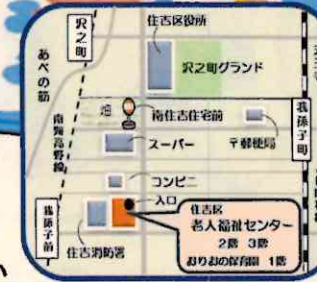 住吉区役所
沢之町
沢之町グランド
あべの筋
畑
南住吉住宅前
我孫子町
南海高野線
スーパー
〒郵便局
コンビニ
入口
住吉区
老人福祉センター
2階 3階
おりおの保育園 1階
我孫子前
住吉消防署
い